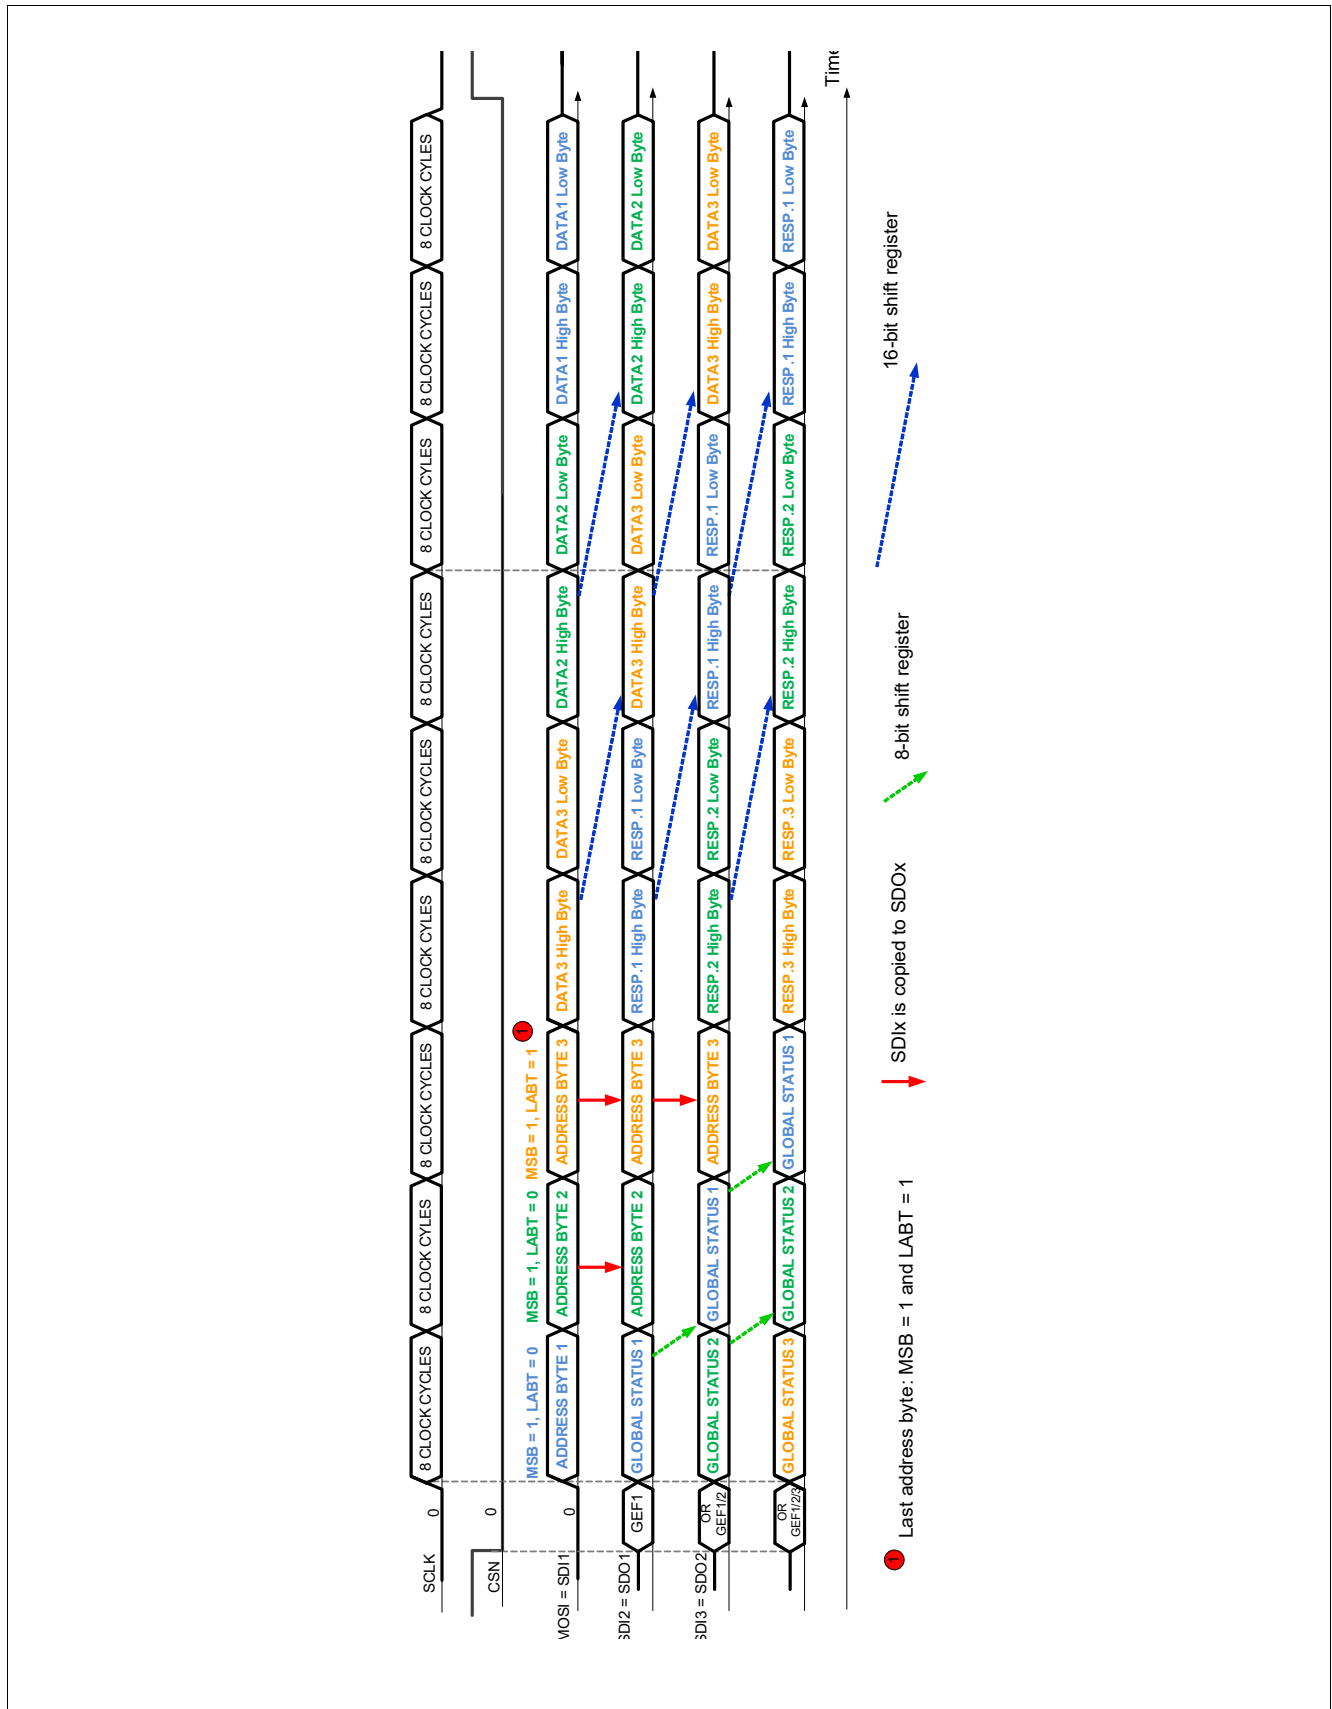 SCLK 0 8 CLOCK CYCLES 8 CLOCK CYLES 8 CLOCK CYCLES 8 CLOCK CYCLES 8 CLOCK CYLES 8 CLOCK CYLES 8 CLOCK CYCLES 8 CLOCK CYCLES 8 CLOCK CYLES
CSN 0
MSB = 1, LABT = 0 MSB = 1, LABT = 0 MSB = 1, LABT = 1 1
MOSI = SDI1 0 ADDRESS BYTE 1 ADDRESS BYTE 2 ADDRESS BYTE 3 DATA3 High Byte DATA3 Low Byte DATA2 High Byte DATA2 Low Byte DATA1 High Byte DATA1 Low Byte
SDI2 = SDO1 GEF1 GLOBAL STATUS 1 ADDRESS BYTE 2 ADDRESS BYTE 3 RESP.1 High Byte RESP.1 Low Byte DATA3 High Byte DATA3 Low Byte DATA2 High Byte DATA2 Low Byte
SDI3 = SDO2 OR GEF1/2 GLOBAL STATUS 2 GLOBAL STATUS 1 ADDRESS BYTE 3 RESP.2 High Byte RESP.2 Low Byte RESP.1 High Byte RESP.1 Low Byte DATA3 High Byte DATA3 Low Byte
OR GEF1/2/3 GLOBAL STATUS 3 GLOBAL STATUS 2 GLOBAL STATUS 1 RESP.3 High Byte RESP.3 Low Byte RESP.2 High Byte RESP.2 Low Byte RESP.1 High Byte RESP.1 Low Byte
Time
1 Last address byte: MSB = 1 and LABT = 1
SDIx is copied to SDOx
8-bit shift register
16-bit shift register